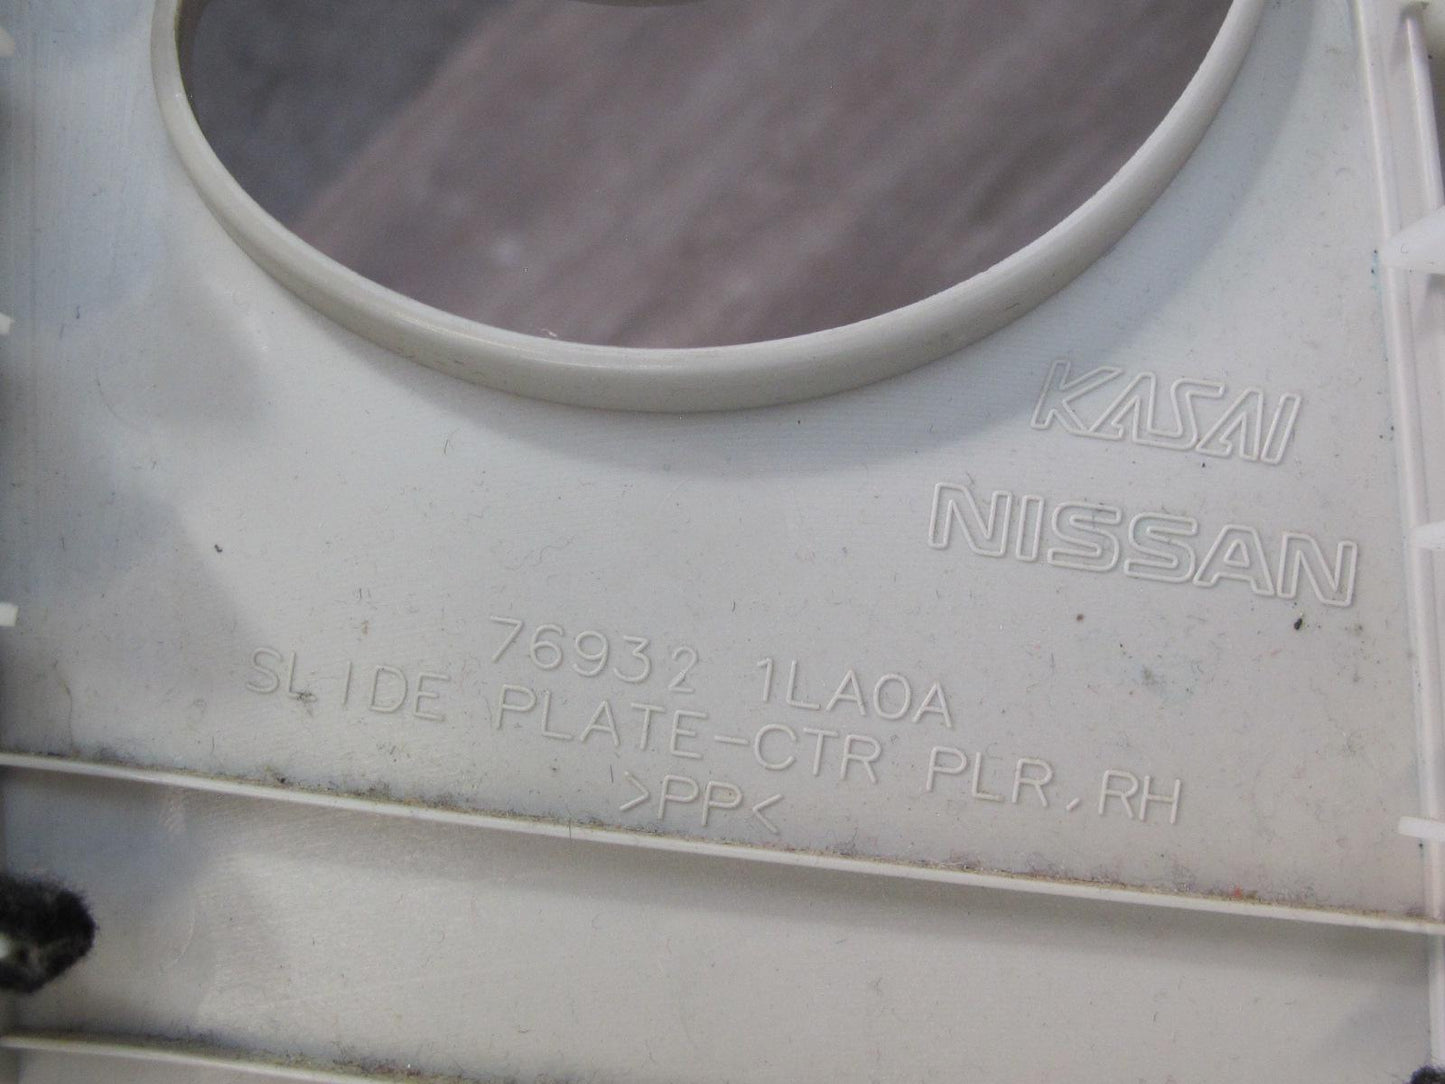 KASAI
NISSAN
76932 1LA0A
SLIDE PLATE-CTR PLR,RH
>PP<